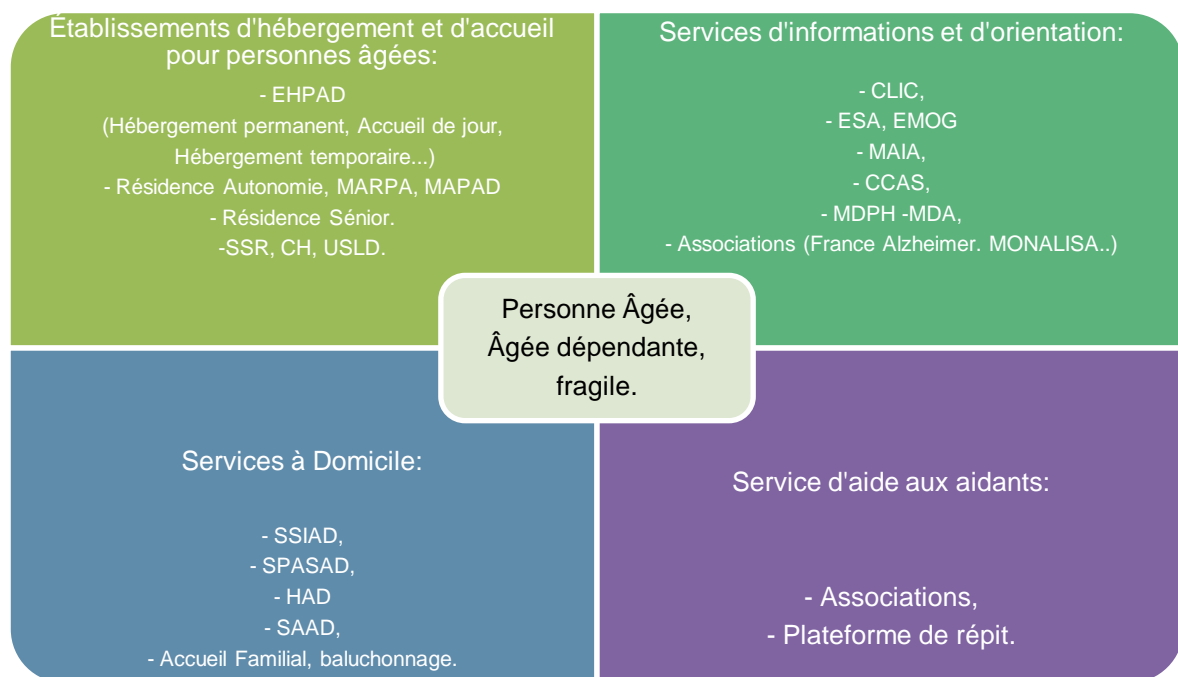 Établissements d'hébergement et d'accueil
pour personnes âgées:
- EHPAD
(Hébergement permanent, Accueil de jour,
Hébergement temporaire...)
- Résidence Autonomie, MARPA, MAPAD
- Résidence Sénior.
-SSR, CH, USLD.
Services d'informations et d'orientation:
- CLIC,
- ESA, EMOG
- MAIA,
- CCAS,
- MDPH -MDA,
- Associations (France Alzheimer. MONALISA..)
Personne Âgée,
Âgée dépendante,
fragile.
Services à Domicile:
- SSIAD,
- SPASAD,
- HAD
- SAAD,
- Accueil Familial, baluchonnage.
Service d'aide aux aidants:
- Associations,
- Plateforme de répit.